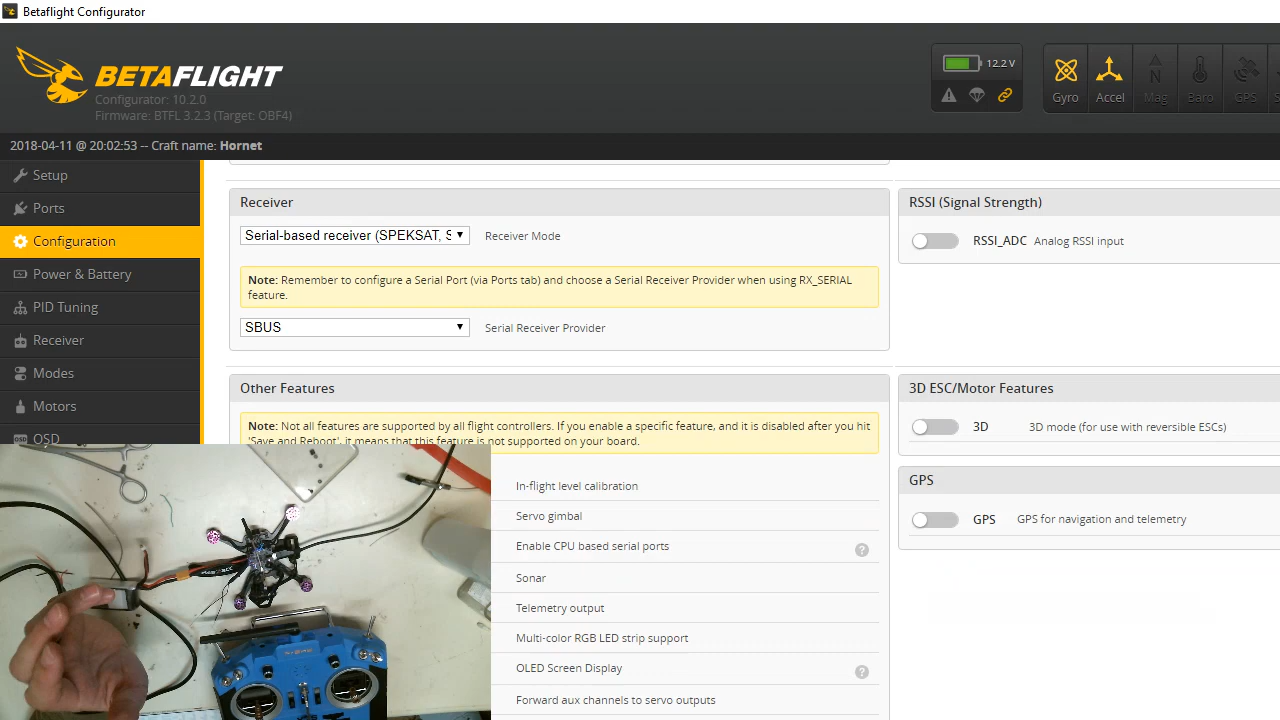 Betaflight Configurator
BETAFLIGHT
Configurator: 10.2.0
Firmware: BTFL 3.2.3 (Target: OBF4)
12.2 V
Gyro
Accel
Mag
Baro
GPS
2018-04-11 @ 20:02:53 -- Craft name: Hornet
Setup
Ports
Configuration
Power & Battery
PID Tuning
Receiver
Modes
Motors
OSD OSD
Receiver
Serial-based receiver (SPEKSAT, S
Receiver Mode
Note: Remember to configure a Serial Port (via Ports tab) and choose a Serial Receiver Provider when using RX_SERIAL
feature.
SBUS
Serial Receiver Provider
RSSI (Signal Strength)
RSSI_ADC Analog RSSI input
Other Features
Note: Not all features are supported by all flight controllers. If you enable a specific feature, and it is disabled after you hit
'Save and Reboot', it means that this feature is not supported on your board.
In-flight level calibration
Servo gimbal
Enable CPU based serial ports
?
Sonar
Telemetry output
Multi-color RGB LED strip support
OLED Screen Display
?
Forward aux channels to servo outputs
3D ESC/Motor Features
3D 3D mode (for use with reversible ESCs)
GPS
GPS GPS for navigation and telemetry